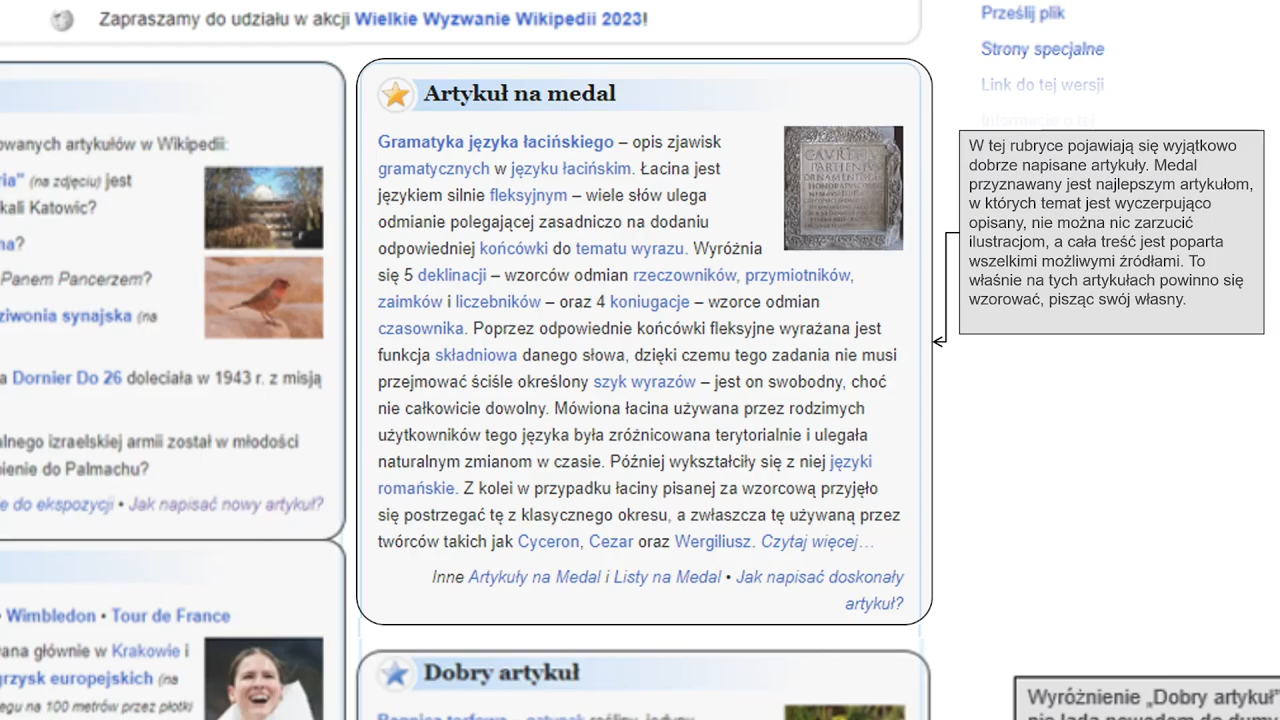 Zapraszamy do udziału w akcji Wielkie Wyzwanie Wikipedii 2023!
owanych artykułów w Wikipedii:
ria" (na zdjęciu) jest
kali Katowic?
na?
Panem Pancerzem?
ziwonia synajska (na
a Dornier Do 26 doleciała w 1943 r. z misją
alnego izraelskiej armii został w młodości
pienie do Palmachu?
e do ekspozycji • Jak napisać nowy artykuł?
• Wimbledon • Tour de France
ana głównie w Krakowie i
grzysk europejskich (na
egu na 100 metrów przez płotki
Artykuł na medal
Gramatyka języka łacińskiego – opis zjawisk
gramatycznych w języku łacińskim. Łacina jest
językiem silnie fleksyjnym – wiele słów ulega
odmianie polegającej zasadniczo na dodaniu
odpowiedniej końcówki do tematu wyrazu. Wyróżnia
się 5 deklinacji – wzorców odmian rzeczowników, przymiotników,
zaimków i liczebników – oraz 4 koniugacje – wzorce odmian
czasownika. Poprzez odpowiednie końcówki fleksyjne wyrażana jest
funkcja składniowa danego słowa, dzięki czemu tego zadania nie musi
przejmować ściśle określony szyk wyrazów – jest on swobodny, choć
nie całkowicie dowolny. Mówiona łacina używana przez rodzimych
użytkowników tego języka była zróżnicowana terytorialnie i ulegała
naturalnym zmianom w czasie. Później wykształciły się z niej języki
romańskie. Z kolei w przypadku łaciny pisanej za wzorcową przyjęło
się postrzegać tę z klasycznego okresu, a zwłaszcza tę używaną przez
twórców takich jak Cyceron, Cezar oraz Wergiliusz. Czytaj więcej…
Inne Artykuły na Medal i Listy na Medal • Jak napisać doskonały
artykuł?
Dobry artykuł
Prześlij plik
Strony specjalne
Link do tej wersji
Informacje o tej
W tej rubryce pojawiają się wyjątkowo
dobrze napisane artykuły. Medal
przyznawany jest najlepszym artykułom,
w których temat jest wyczerpująco
opisany, nie można nic zarzucić
ilustracjom, a cała treść jest poparta
wszelkimi możliwymi źródłami. To
właśnie na tych artykułach powinno się
wzorować, pisząc swój własny.
Wyróżnienie „Dobry artykuł"